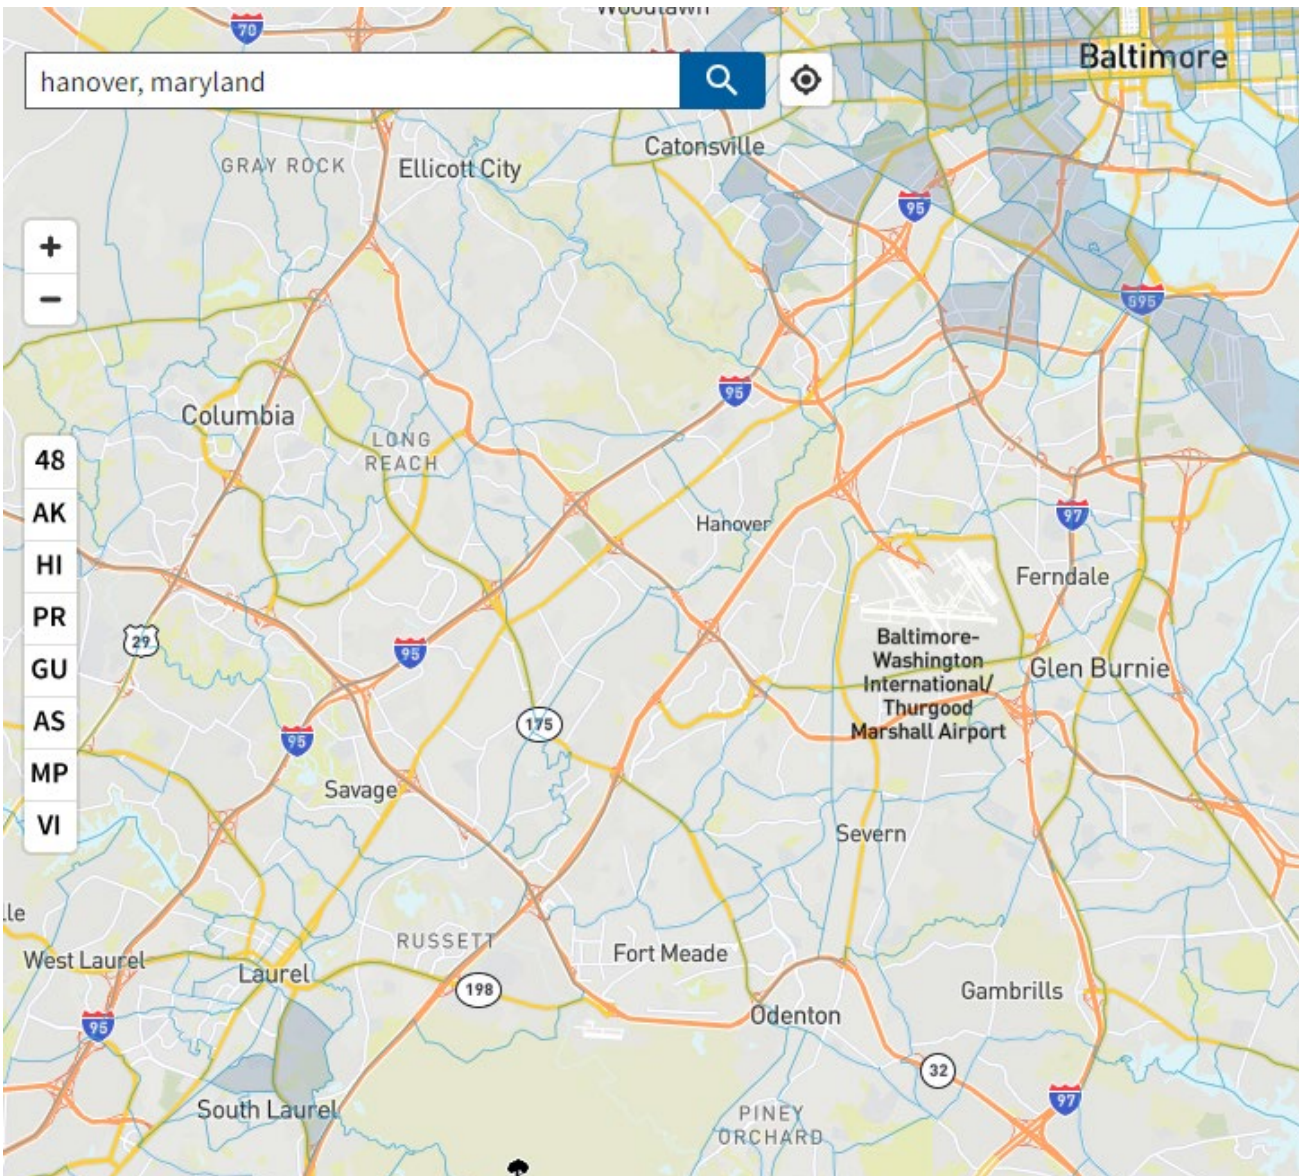 Woodlawn
70
Baltimore
hanover, maryland
Catonsville
GRAY ROCK
Ellicott City
95
+
595
−
95
Columbia
LONG
REACH
48
AK
Hanover
97
HI
Ferndale
PR
29
Baltimore-
Washington
International/
Thurgood
Marshall Airport
95
GU
Glen Burnie
AS
175
95
MP
Savage
VI
Severn
RUSSETT
Fort Meade
West Laurel
Laurel
198
Gambrills
95
Odenton
32
97
South Laurel
PINEY
ORCHARD